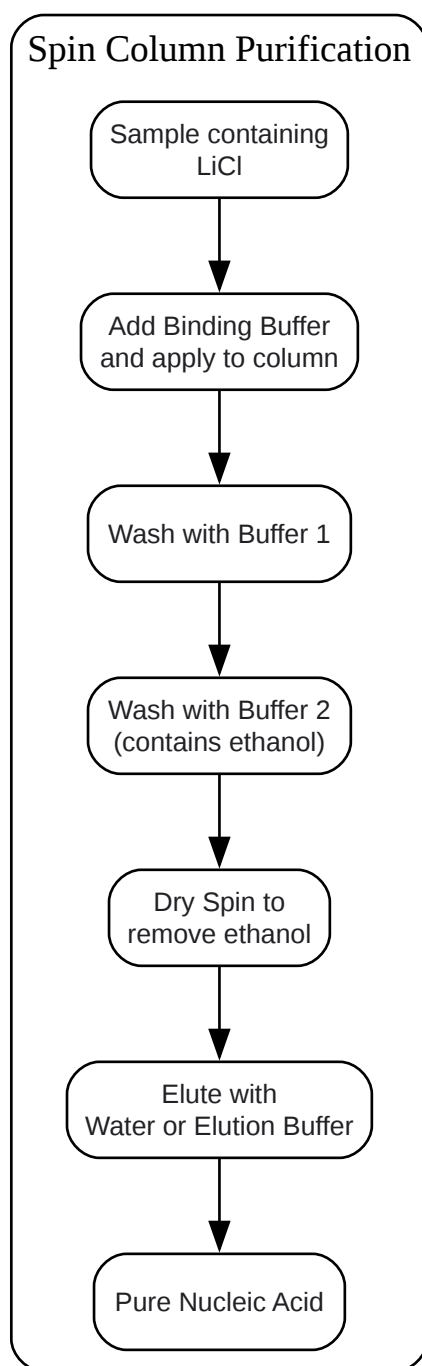 Spin Column Purification
Sample containing
LiCl
Add Binding Buffer
and apply to column
Wash with Buffer 1
Wash with Buffer 2
(contains ethanol)
Dry Spin to
remove ethanol
Elute with
Water or Elution Buffer
Pure Nucleic Acid